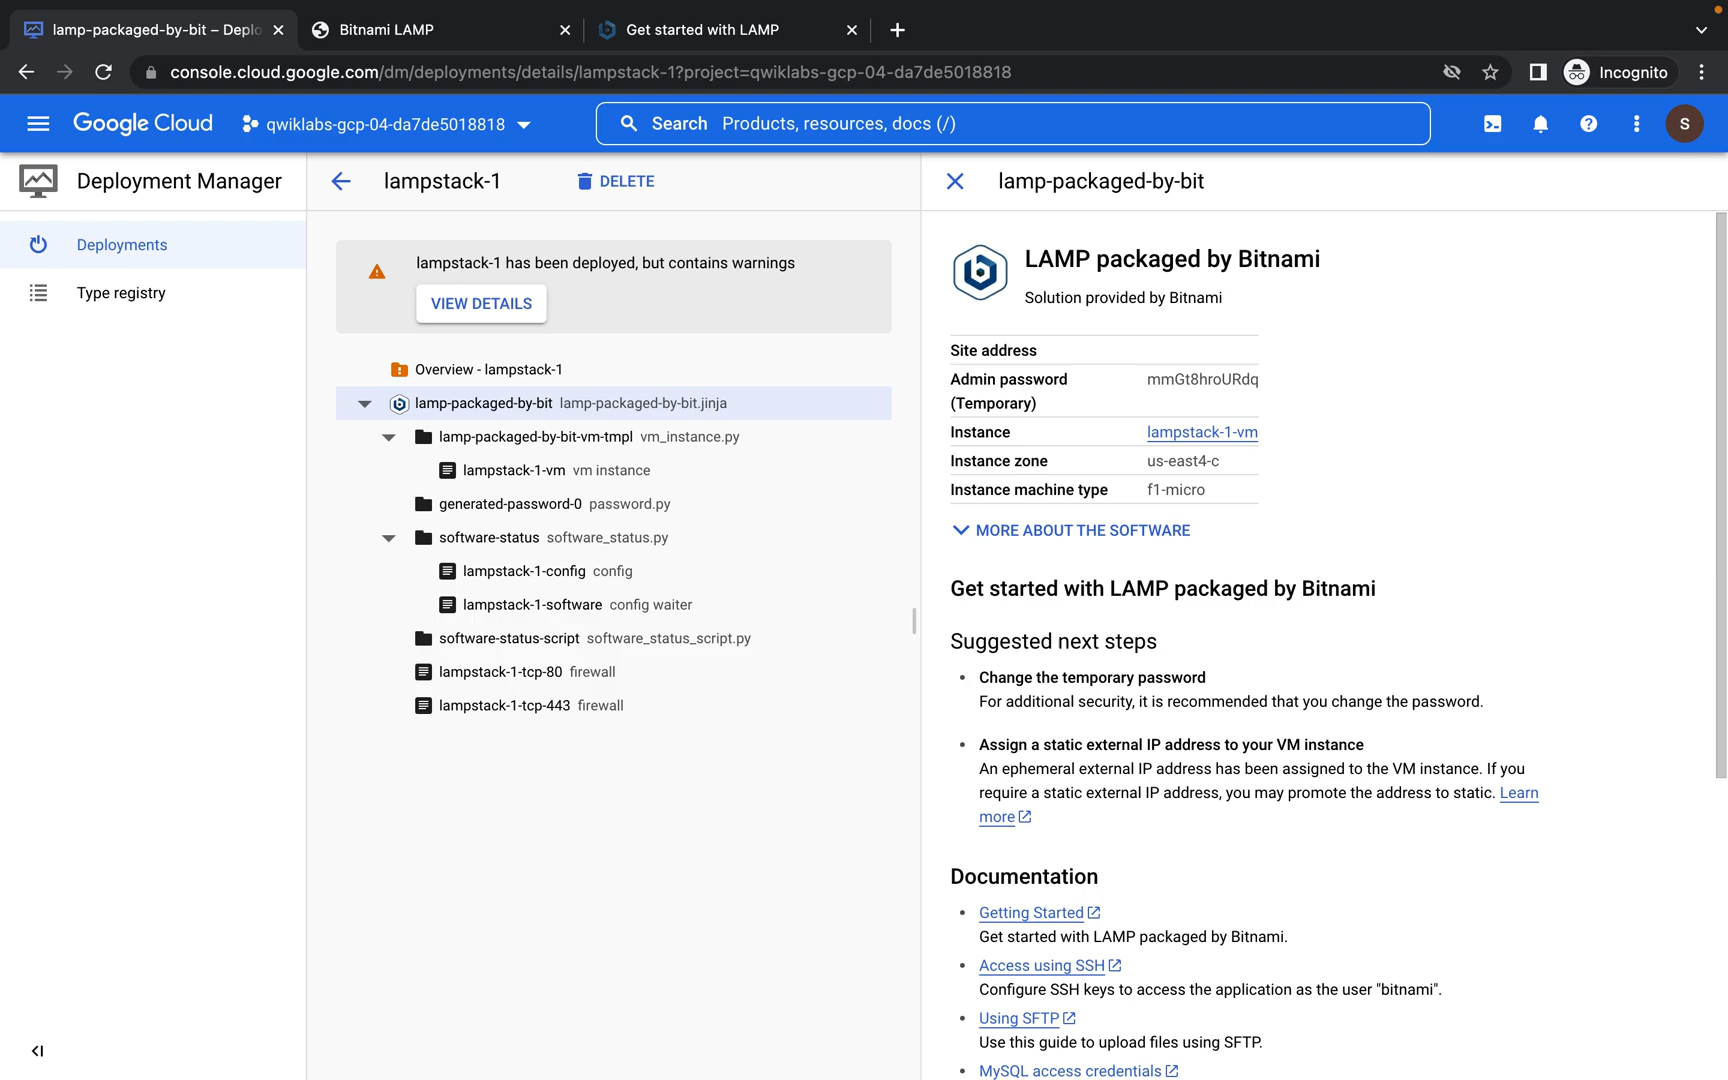 lamp-packaged-by-bit – Deplo
Bitnami LAMP
Get started with LAMP
console.cloud.google.com/dm/deployments/details/lampstack-1?project=qwiklabs-gcp-04-da7de5018818
Incognito
Google Cloud
qwiklabs-gcp-04-da7de5018818
Search Products, resources, docs (/)
S
Deployment Manager
Deployments
Type registry
lampstack-1
DELETE
lampstack-1 has been deployed, but contains warnings
VIEW DETAILS
Overview - lampstack-1
lamp-packaged-by-bit lamp-packaged-by-bit.jinja
lamp-packaged-by-bit-vm-tmpl vm_instance.py
lampstack-1-vm vm instance
generated-password-0 password.py
software-status software_status.py
lampstack-1-config config
lampstack-1-software config waiter
software-status-script software_status_script.py
lampstack-1-tcp-80 firewall
lampstack-1-tcp-443 firewall
lamp-packaged-by-bit
LAMP packaged by Bitnami
Solution provided by Bitnami
Site address
Admin password mmGt8hroURdq
(Temporary)
Instance lampstack-1-vm
Instance zone us-east4-c
Instance machine type f1-micro
MORE ABOUT THE SOFTWARE
Get started with LAMP packaged by Bitnami
Suggested next steps
• Change the temporary password
For additional security, it is recommended that you change the password.
• Assign a static external IP address to your VM instance
An ephemeral external IP address has been assigned to the VM instance. If you
require a static external IP address, you may promote the address to static. Learn
more
Documentation
• Getting Started
Get started with LAMP packaged by Bitnami.
• Access using SSH
Configure SSH keys to access the application as the user "bitnami".
• Using SFTP
Use this guide to upload files using SFTP.
• MySQL access credentials